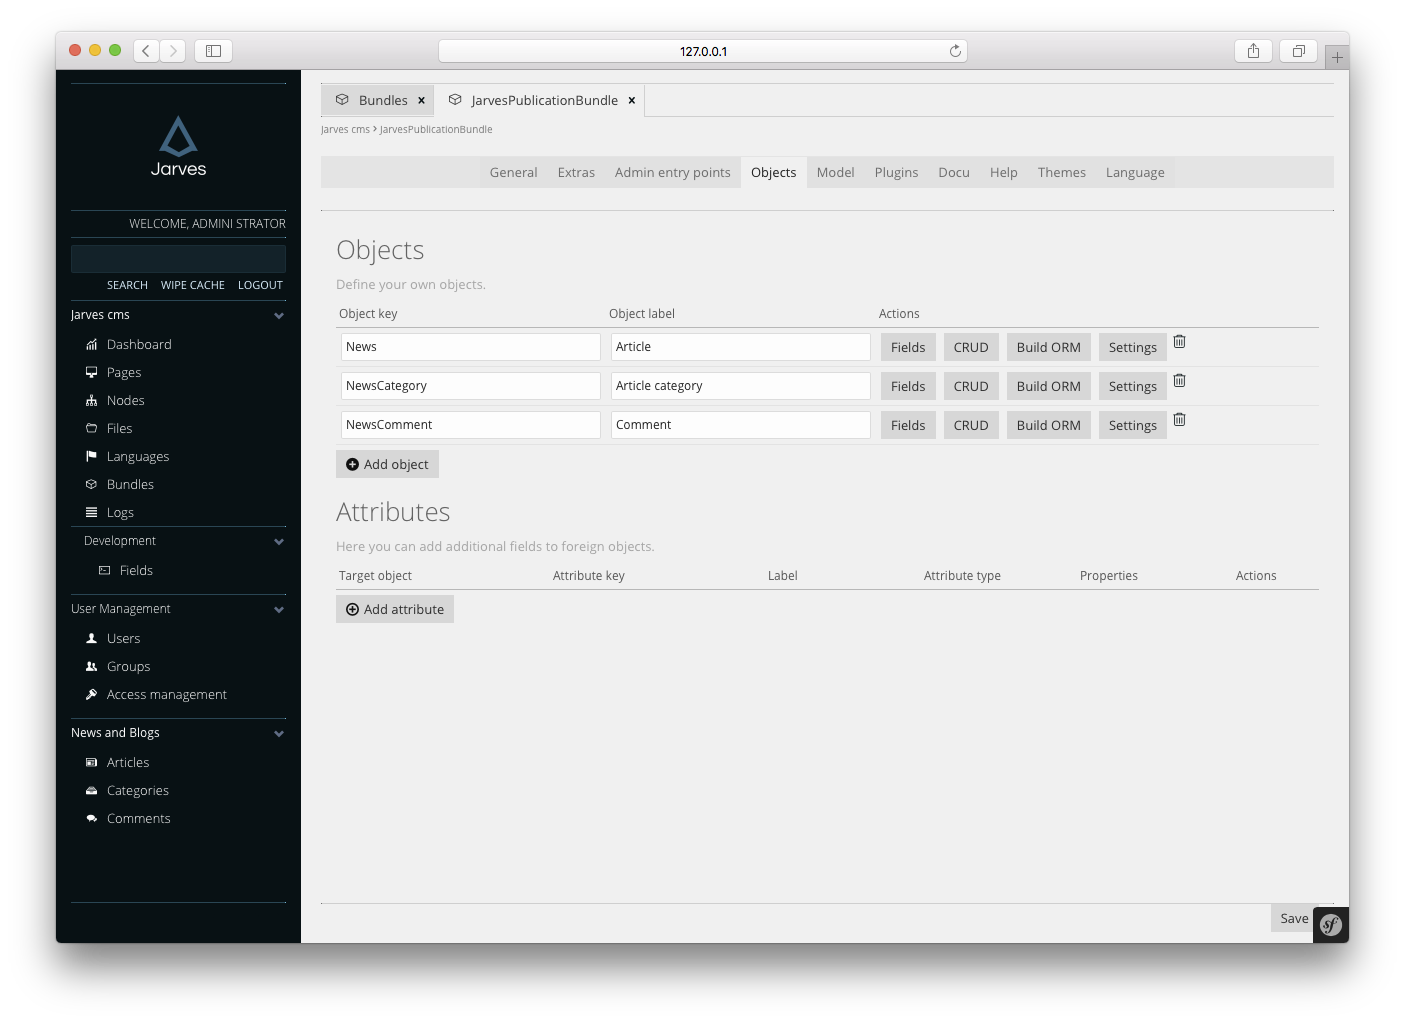 127.0.0.1
Jarves
WELCOME, ADMINI STRATOR
SEARCH WIPE CACHE LOGOUT
Jarves cms
Dashboard
Pages
Nodes
Files
Languages
Bundles
Logs
Development
Fields
User Management
Users
Groups
Access management
News and Blogs
Articles
Categories
Comments
Bundles x JarvesPublicationBundle x
Jarves cms › JarvesPublicationBundle
General Extras Admin entry points Objects Model Plugins Docu Help Themes Language
Objects
Define your own objects.
Object key Object label Actions
News Article Fields CRUD Build ORM Settings
NewsCategory Article category Fields CRUD Build ORM Settings
NewsComment Comment Fields CRUD Build ORM Settings
Add object
Attributes
Here you can add additional fields to foreign objects.
Target object Attribute key Label Attribute type Properties Actions
Add attribute
Save
sf